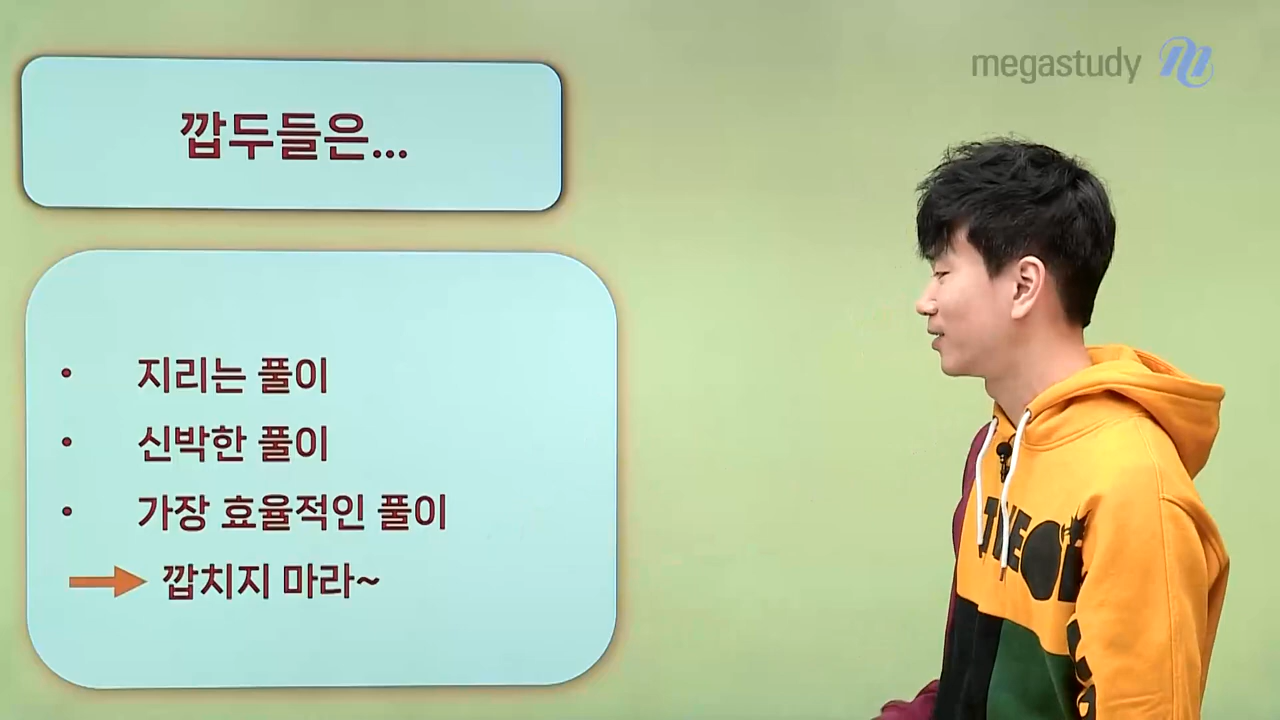 megastudy
깝두들은...
• 지리는 풀이
• 신박한 풀이
• 가장 효율적인 풀이
깝치지 마라~